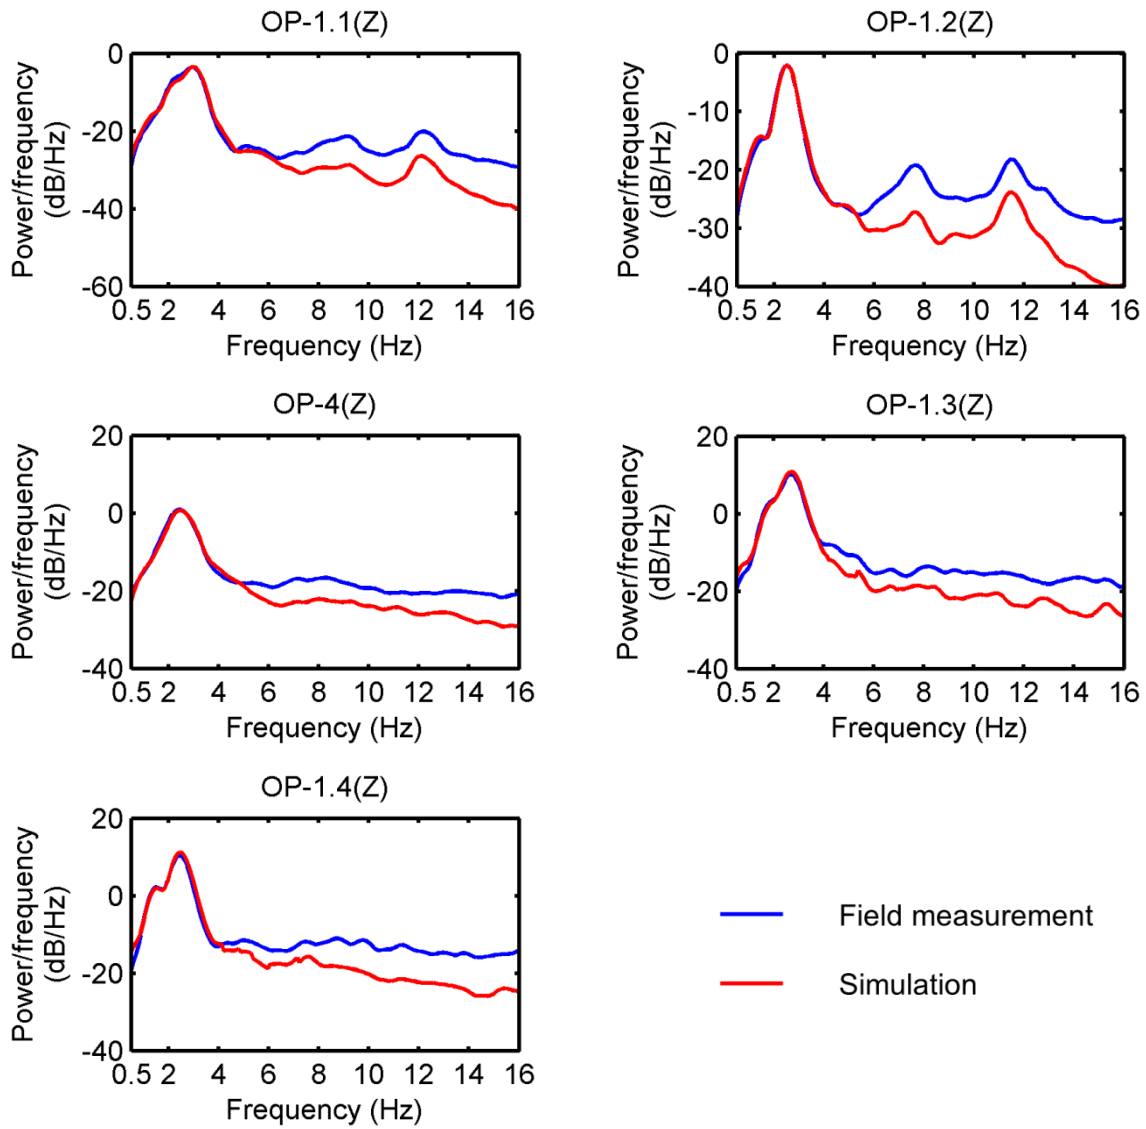 OP-1.1(Z)
Power/frequency
(dB/Hz)
0
-20
-40
-60
0.5 2 4 6 8 10 12 14 16
Frequency (Hz)
OP-1.2(Z)
Power/frequency
(dB/Hz)
0
-10
-20
-30
-40
0.5 2 4 6 8 10 12 14 16
Frequency (Hz)
OP-4(Z)
Power/frequency
(dB/Hz)
20
0
-20
-40
0.5 2 4 6 8 10 12 14 16
Frequency (Hz)
OP-1.3(Z)
Power/frequency
(dB/Hz)
20
0
-20
-40
0.5 2 4 6 8 10 12 14 16
Frequency (Hz)
OP-1.4(Z)
Power/frequency
(dB/Hz)
20
0
-20
-40
0.5 2 4 6 8 10 12 14 16
Frequency (Hz)
Field measurement
Simulation